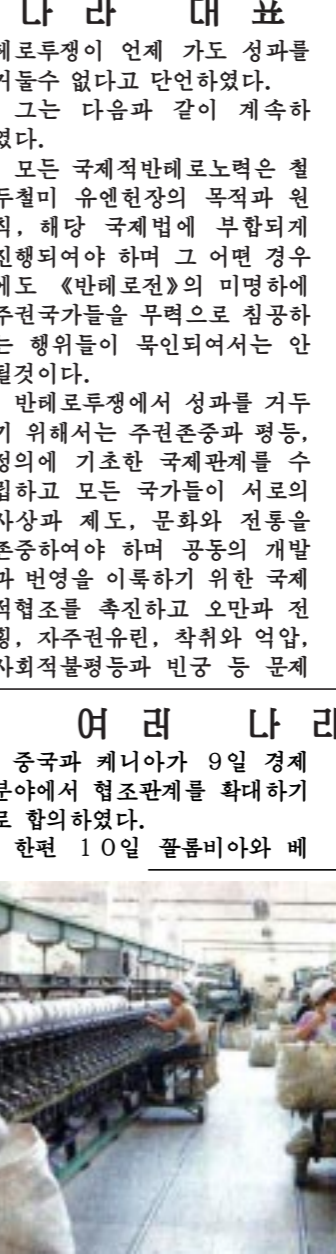 나 라 대 표
테로투쟁이 언제 가도 성과를
거둘수 없다고 단언하였다.
그는 다음과 같이 계속하
였다.
모든 국제적반테로노력은 철
두철미 유엔헌장의 목적과 원
칙, 해당 국제법에 부합되게
진행되여야 하며 그 어떤 경우
에도 《반테로전》의 미명하에
주권국가들을 무력으로 침공하
는 행위들이 묵인되여서는 안
될것이다.
반테로투쟁에서 성과를 거두
기 위해서는 주권존중과 평등,
정의에 기초한 국제관계를 수
립하고 모든 국가들이 서로의
사상과 제도, 문화와 전통을
존중하여야 하며 공동의 개발
과 번영을 이룩하기 위한 국제
적협조를 촉진하고 오만과 전
횡, 자주권유린, 착취와 억압,
사회적불평등과 빈궁 등 문제
여 러 나 라
중국과 케니아가 9일 경제
분야에서 협조관계를 확대하기
로 합의하였다.
한편 10일 꼴롬비아와 베